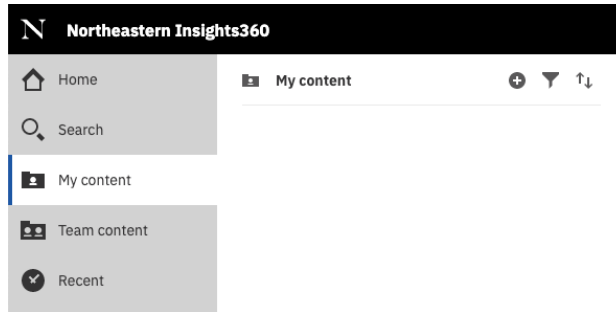 N Northeastern Insights360
Home
My content
Search
My content
Team content
Recent